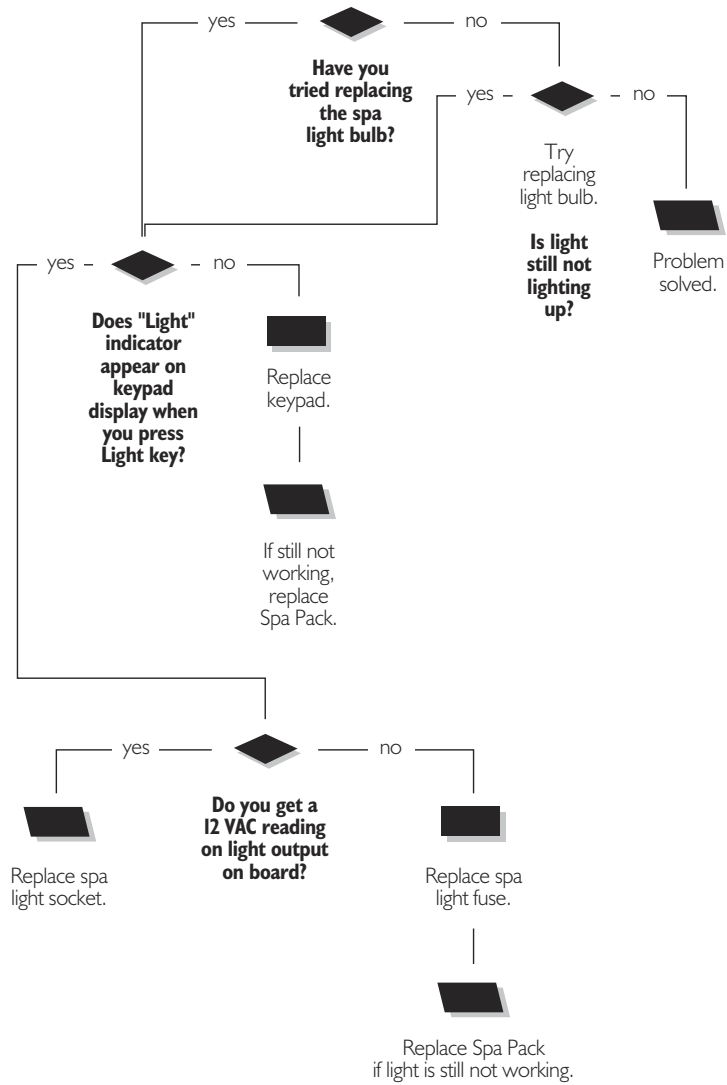 yes
no
Have you
tried replacing
the spa
light bulb?
yes
no
Try
replacing
light bulb.
Is light
still not
lighting
up?
Problem
solved.
yes
no
Does "Light"
indicator
appear on
keypad
display when
you press
Light key?
Replace
keypad.
If still not
working,
replace
Spa Pack.
yes
no
Do you get a
12 VAC reading
on light output
on board?
Replace spa
light socket.
Replace spa
light fuse.
Replace Spa Pack
if light is still not working.